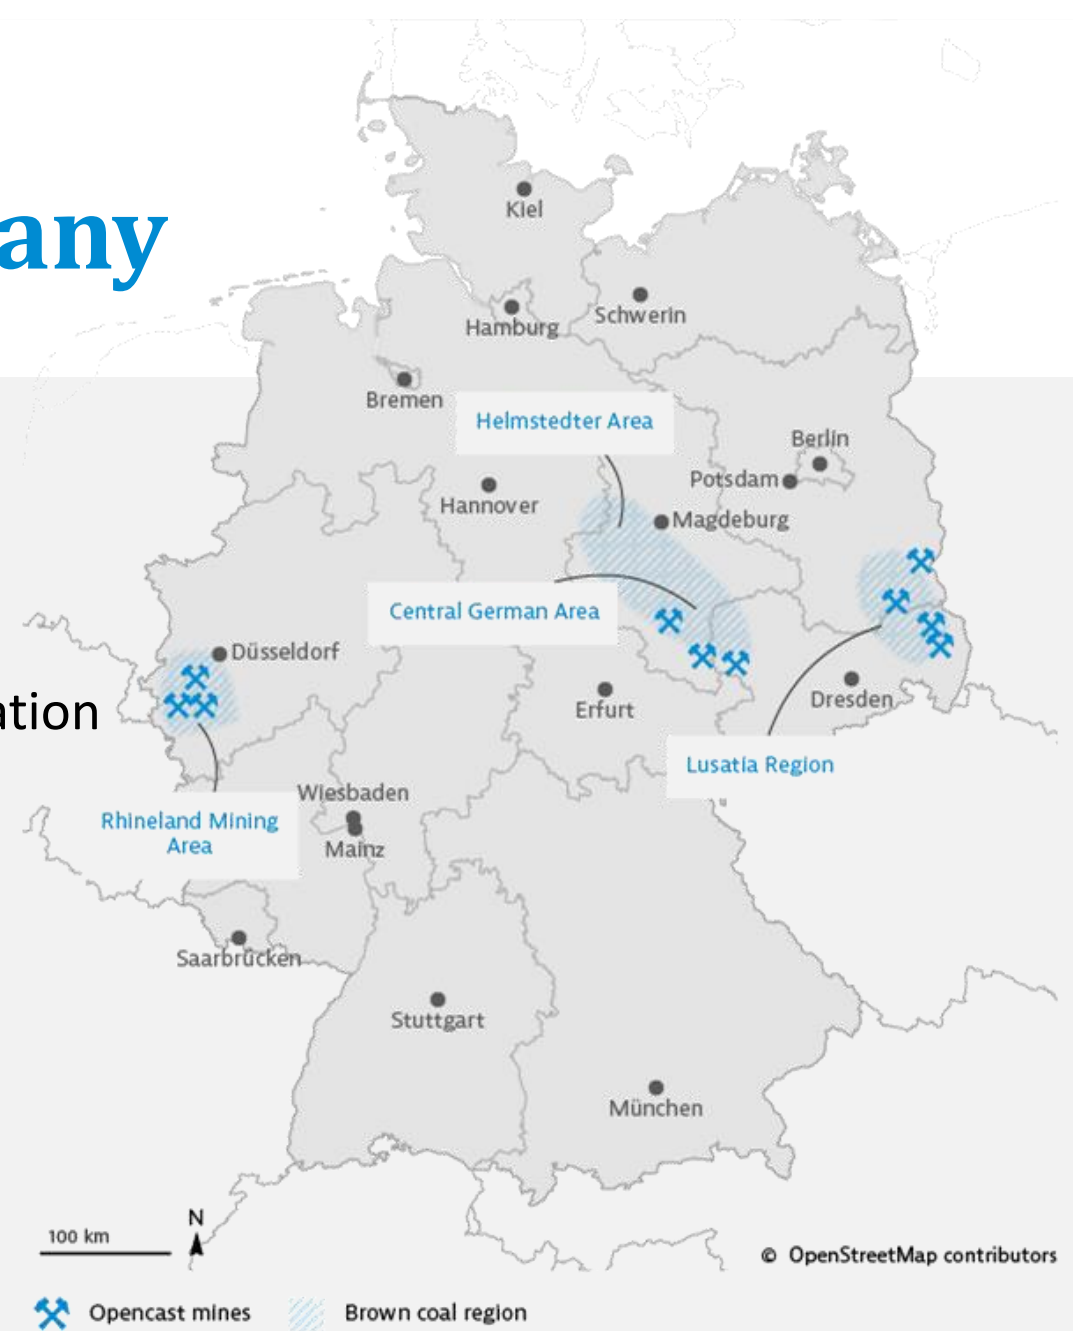 any
Kiel
Schwerin
Hamburg
Bremen
Helmstedter Area
Berlin
Potsdam
Hannover
Magdeburg
Central German Area
Düsseldorf
ation
Erfurt
Dresden
Lusatia Region
Wiesbaden
Rhineland Mining
Area
Mainz
Saarbrücken
Stuttgart
München
N
100 km
© OpenStreetMap contributors
Opencast mines
Brown coal region